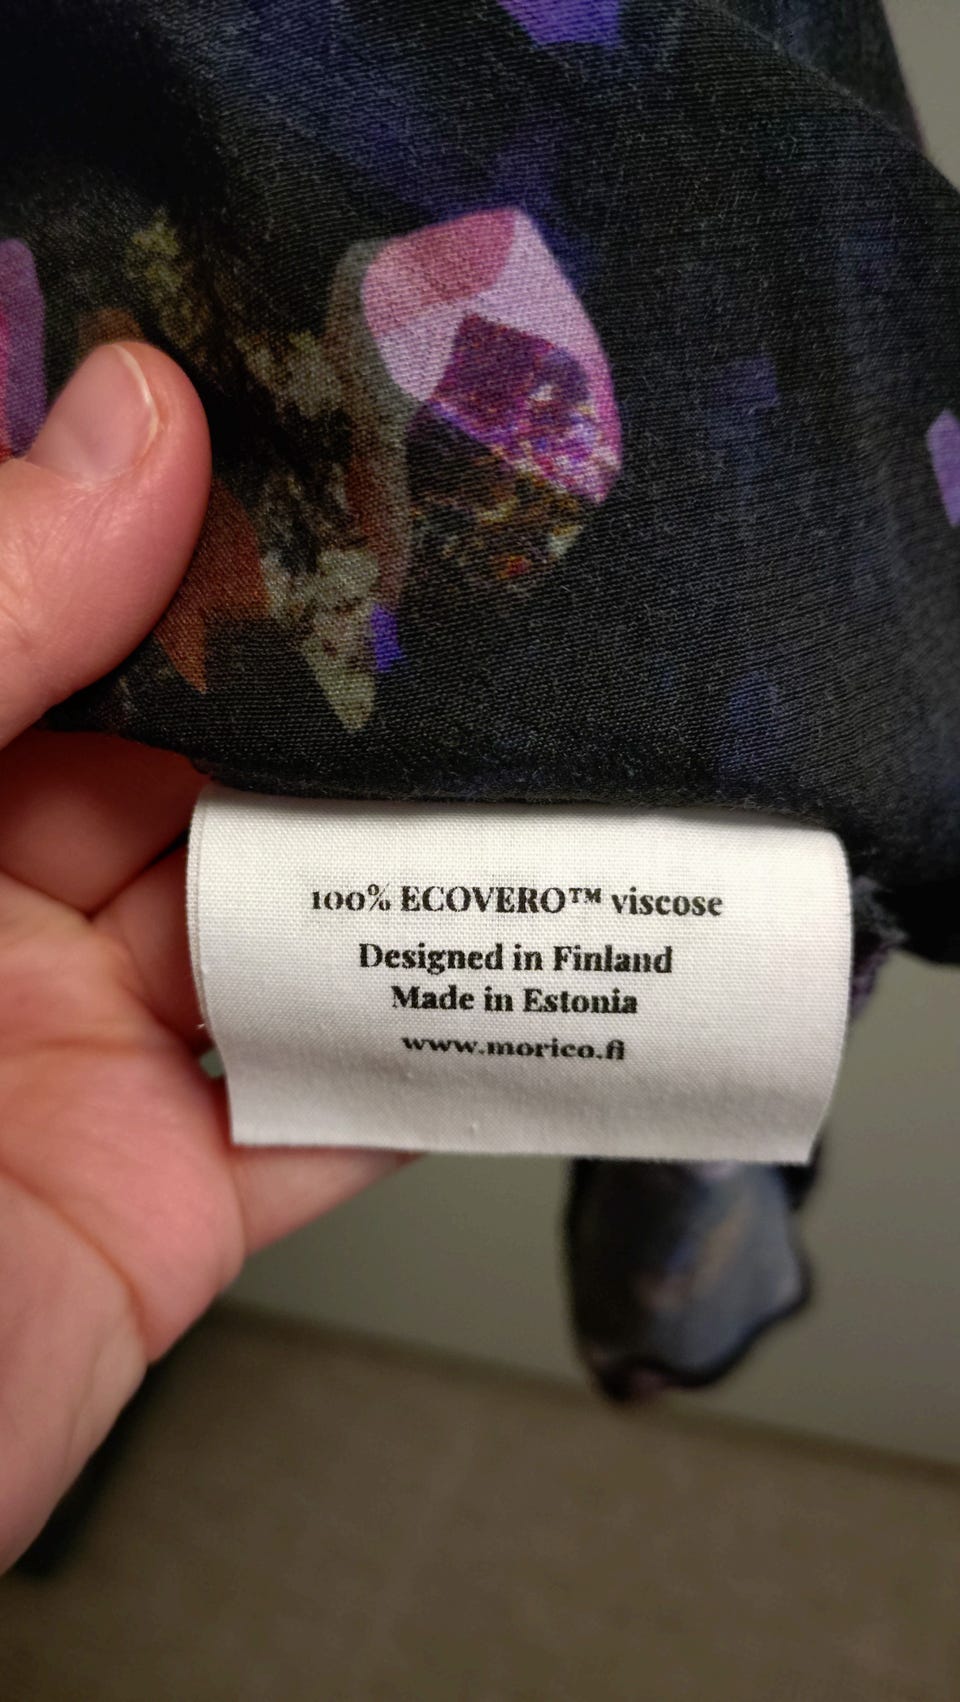 100% ECOVERO™ viscose
Designed in Finland
Made in Estonia
www.morico.fi